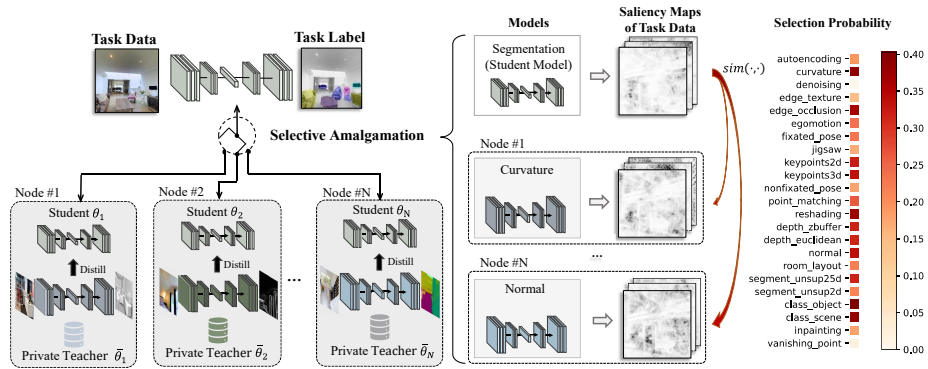 Task Data
Task Label
Selective Amalgamation
Node #1
Student θ1
Distill
Private Teacher θ̄1
Node #2
Student θ2
Distill
Private Teacher θ̄2
...
Node #N
Student θN
Distill
Private Teacher θ̄N
Models
Saliency Maps
of Task Data
Segmentation
(Student Model)
sim(·,·)
Node #1
Curvature
...
Node #N
Normal
Selection Probability
autoencoding
curvature
denoising
edge_texture
edge_occlusion
egomotion
fixated_pose
jigsaw
keypoints2d
keypoints3d
nonfixated_pose
point_matching
reshading
depth_zbuffer
depth_euclidean
normal
room_layout
segment_unsup25d
segment_unsup2d
class_object
class_scene
inpainting
vanishing_point
0,40
0,35
0,30
0,25
0,20
0,15
0,10
0,05
0,00